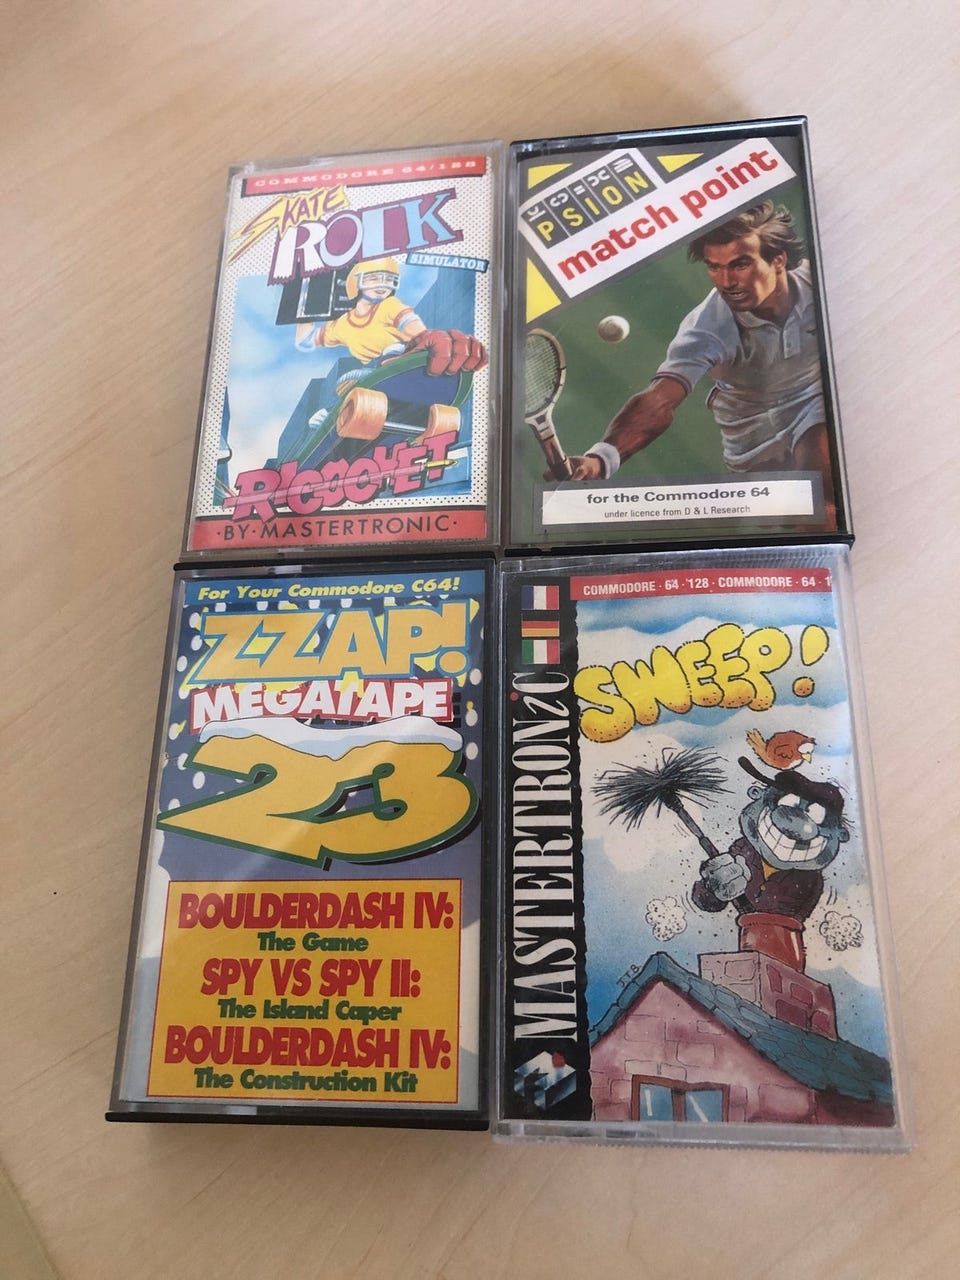 COMMODORE 64/128
SKATE
ROCK
SIMULATOR
RICOCHET
·BY·MASTERTRONIC·
PSION
match point
for the Commodore 64
under licence from D & L Research
For Your Commodore C64!
ZZAP!
MEGATAPE
23
BOULDERDASH IV:
The Game
SPY VS SPY II:
The Island Caper
BOULDERDASH IV:
The Construction Kit
COMMODORE · 64 · 128 · COMMODORE · 64 · 1
SWEEP!
MASTERTRONiC
JTB